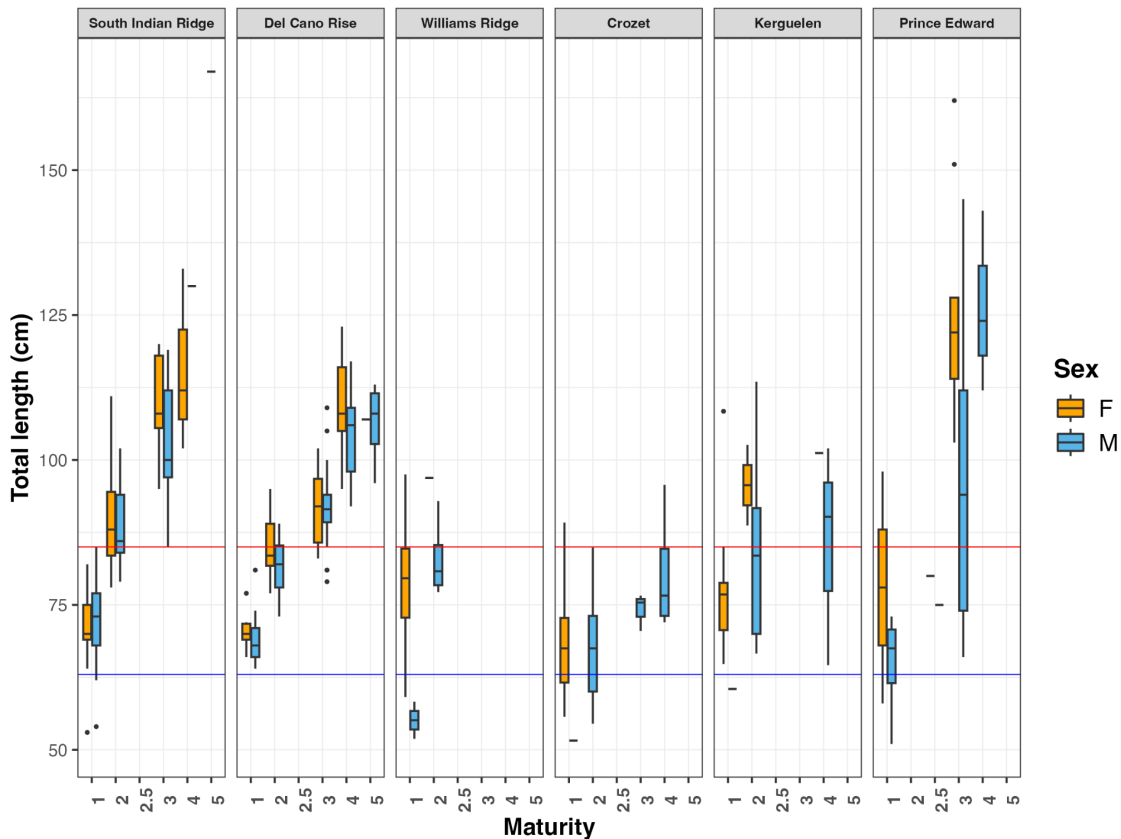 South Indian Ridge Del Cano Rise Williams Ridge Crozet Kerguelen Prince Edward
150
125
100
75
50
Total length (cm)
1 2 2.5 3 4 5 1 2 2.5 3 4 5 1 2 2.5 3 4 5 1 2 2.5 3 4 5 1 2 2.5 3 4 5 1 2 2.5 3 4 5
Maturity
Sex
F
M